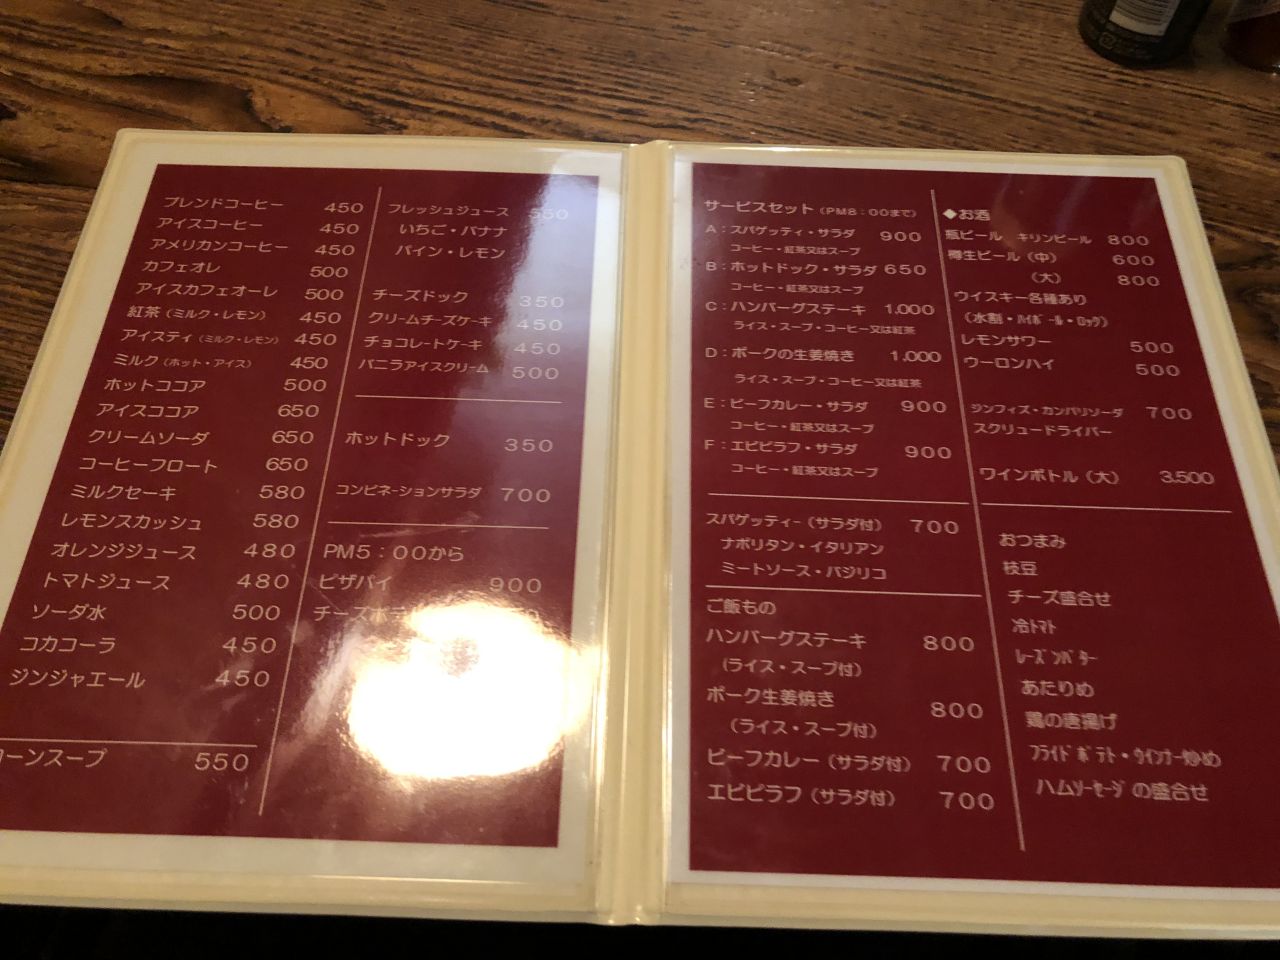 ブレンドコーヒー 450
アイスコーヒー 450
アメリカンコーヒー 450
カフェオレ 500
アイスカフェオーレ 500
紅茶（ミルク・レモン） 450
アイスティ（ミルク・レモン） 450
ミルク（ホット・アイス） 450
ホットココア 500
アイスココア 650
クリームソーダ 650
コーヒーフロート 650
ミルクセーキ 580
レモンスカッシュ 580
オレンジジュース 480
トマトジュース 480
ソーダ水 500
コカコーラ 450
ジンジャエール 450
コーンスープ 550
フレッシュジュース 550
いちご・バナナ
パイン・レモン
チーズドック 350
クリームチーズケーキ 450
チョコレートケーキ 450
バニラアイスクリーム 500
ホットドック 350
コンビネーションサラダ 700
PM5：00から
ピザパイ 900
チーズポテト
サービスセット（PM8：00まで）
A：スパゲッティ・サラダ 900
コーヒー・紅茶又はスープ
B：ホットドック・サラダ 650
コーヒー・紅茶又はスープ
C：ハンバーグステーキ 1,000
ライス・スープ・コーヒー又は紅茶
D：ポークの生姜焼き 1,000
ライス・スープ・コーヒー又は紅茶
E：ビーフカレー・サラダ 900
コーヒー・紅茶又はスープ
F：エビピラフ・サラダ 900
コーヒー・紅茶又はスープ
スパゲッティー（サラダ付） 700
ナポリタン・イタリアン
ミートソース・バジリコ
ご飯もの
ハンバーグステーキ 800
（ライス・スープ付）
ポーク生姜焼き 800
（ライス・スープ付）
ビーフカレー（サラダ付） 700
エビピラフ（サラダ付） 700
◆お酒
瓶ビール キリンビール 800
樽生ビール（中） 600
（大） 800
ウイスキー各種あり
（水割・ﾊｲﾎﾞｰﾙ・ﾛｯｸ）
レモンサワー 500
ウーロンハイ 500
ジンフィズ・カンパリソーダ 700
スクリュードライバー
ワインボトル（大） 3,500
おつまみ
枝豆
チーズ盛合せ
冷ﾄﾏﾄ
ﾚｰｽﾞﾝﾊﾞﾀｰ
あたりめ
鶏の唐揚げ
ﾌﾗｲﾄﾞﾎﾟﾃﾄ・ｳｲﾝﾅｰ炒め
ハムｿｰｾｰｼﾞの盛合せ